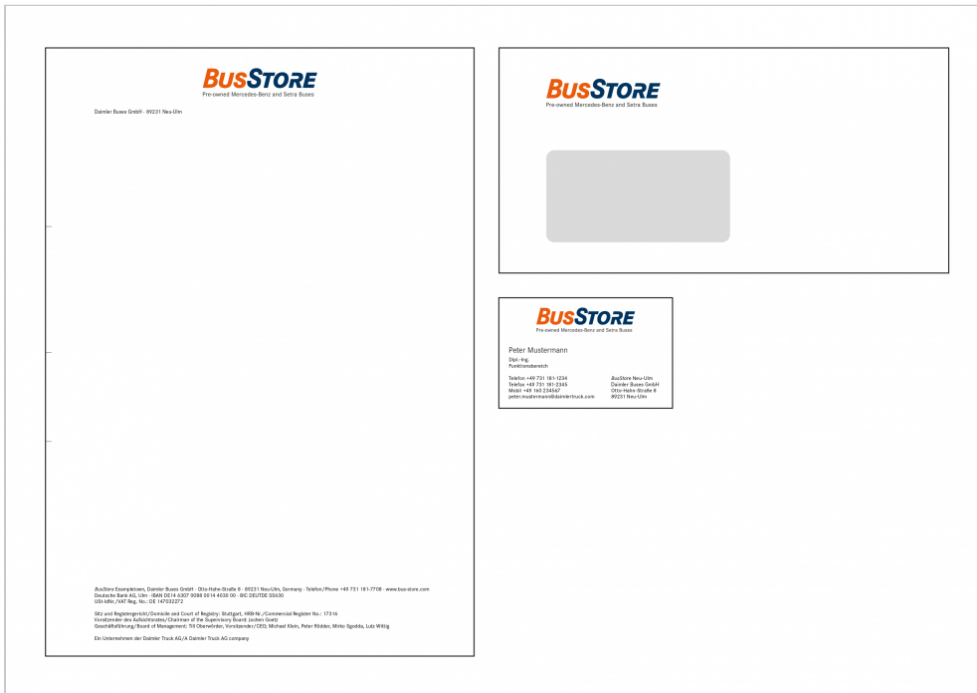 BUSSTORE
Pre-owned Mercedes-Benz and Setra Buses
Daimler Buses GmbH · 89231 Neu-Ulm
BusStore Exampletown, Daimler Buses GmbH · Otto-Hahn-Straße 6 · 89231 Neu-Ulm, Germany · Telefon/Phone +49 731 181-7708 · www.bus-store.com
Deutsche Bank AG, Ulm · IBAN DE14 6307 0088 0014 4030 00 · BIC DEUTDE SS630
USt-IdNr./VAT Reg. No.: DE 147032272
Sitz und Registergericht/Domicile and Court of Registry: Stuttgart, HRB-Nr./Commercial Register No.: 17316
Vorsitzender des Aufsichtsrates/Chairman of the Supervisory Board: Jochen Goetz
Geschäftsführung/Board of Management: Till Oberwörder, Vorsitzender/CEO; Michael Klein, Peter Rädden, Mirko Sgodda, Lutz Wittig
Ein Unternehmen der Daimler Truck AG/A Daimler Truck AG company
BUSSTORE
Pre-owned Mercedes-Benz and Setra Buses
BUSSTORE
Pre-owned Mercedes-Benz and Setra Buses
Peter Mustermann
Dipl.-Ing.
Funktionsbereich
Telefon +49 731 181-1234
Telefax +49 731 181-2345
Mobil +49 160 234567
peter.mustermann@daimlertruck.com
BusStore Neu-Ulm
Daimler Buses GmbH
Otto-Hahn-Straße 6
89231 Neu-Ulm